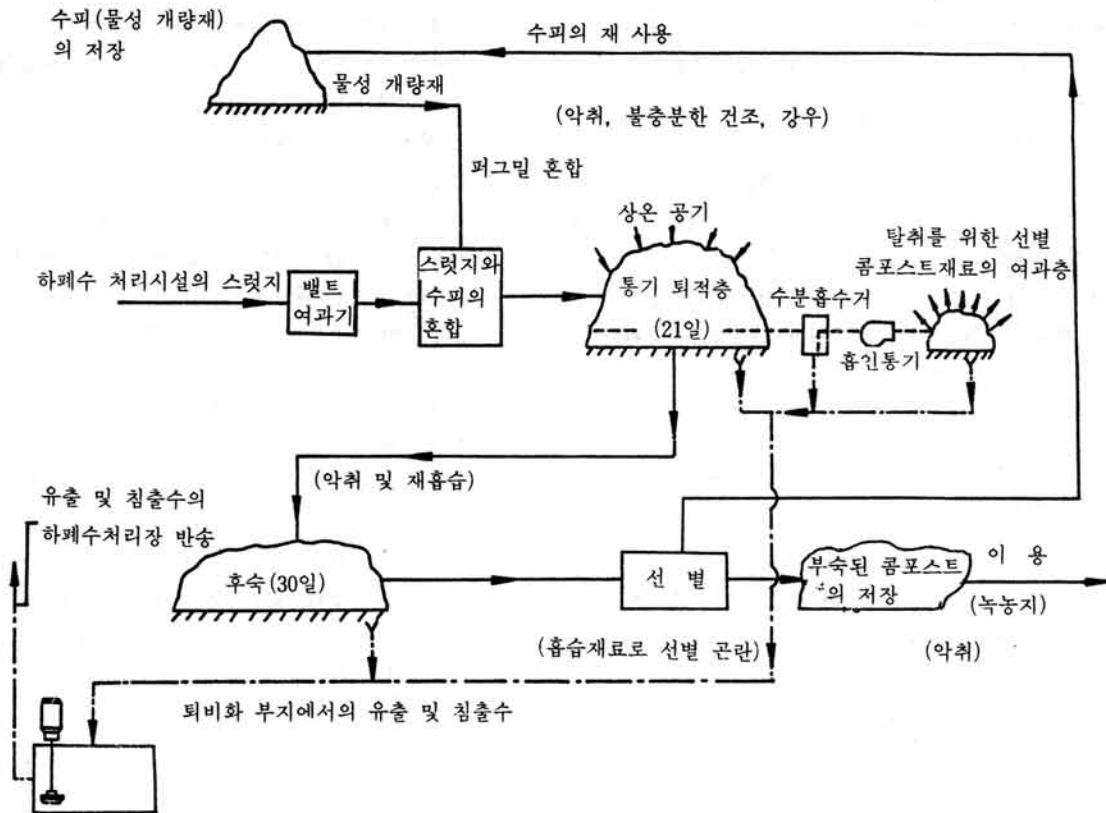 수피(물성 개량재)
의 저장
수피의 재 사용
물성 개량재
(악취, 불충분한 건조, 강우)
퍼그밀 혼합
상온 공기
탈취를 위한 선별
콤포스트재료의 여과층
하폐수 처리시설의 스럿지
밸트
여과기
스럿지와
수피의
혼합
통기 퇴적층
(21일)
수분흡수거
흡인통기
(악취 및 재흡습)
유출 및 침출수의
하폐수처리장 반송
후숙(30일)
선 별
부숙된 콤포스트
의 저장
이 용
(녹농지)
(흡습재료로 선별 곤란)
(악취)
퇴비화 부지에서의 유출 및 침출수